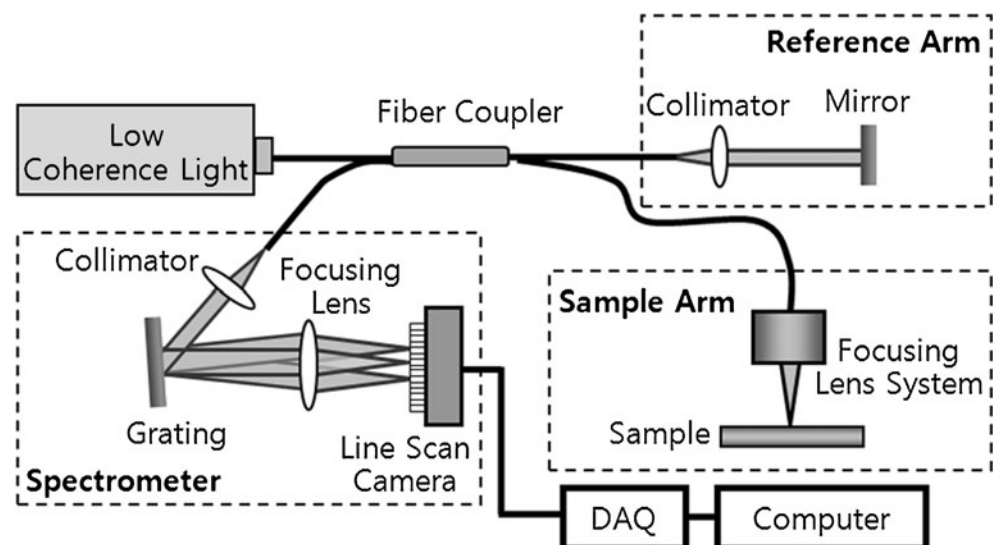 Reference Arm
Collimator
Mirror
Fiber Coupler
Low
Coherence Light
Collimator
Focusing
Lens
Grating
Line Scan
Camera
Spectrometer
Sample Arm
Focusing
Lens System
Sample
DAQ
Computer